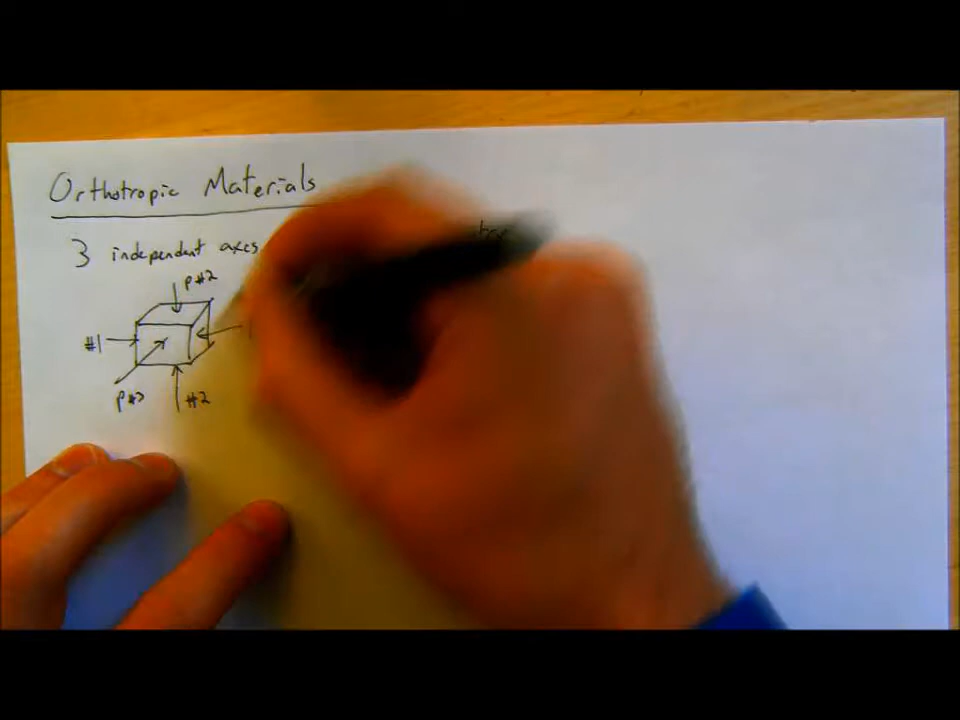 Orthotropic Materials
3 independent axes
P#2
#1
P#3
#2